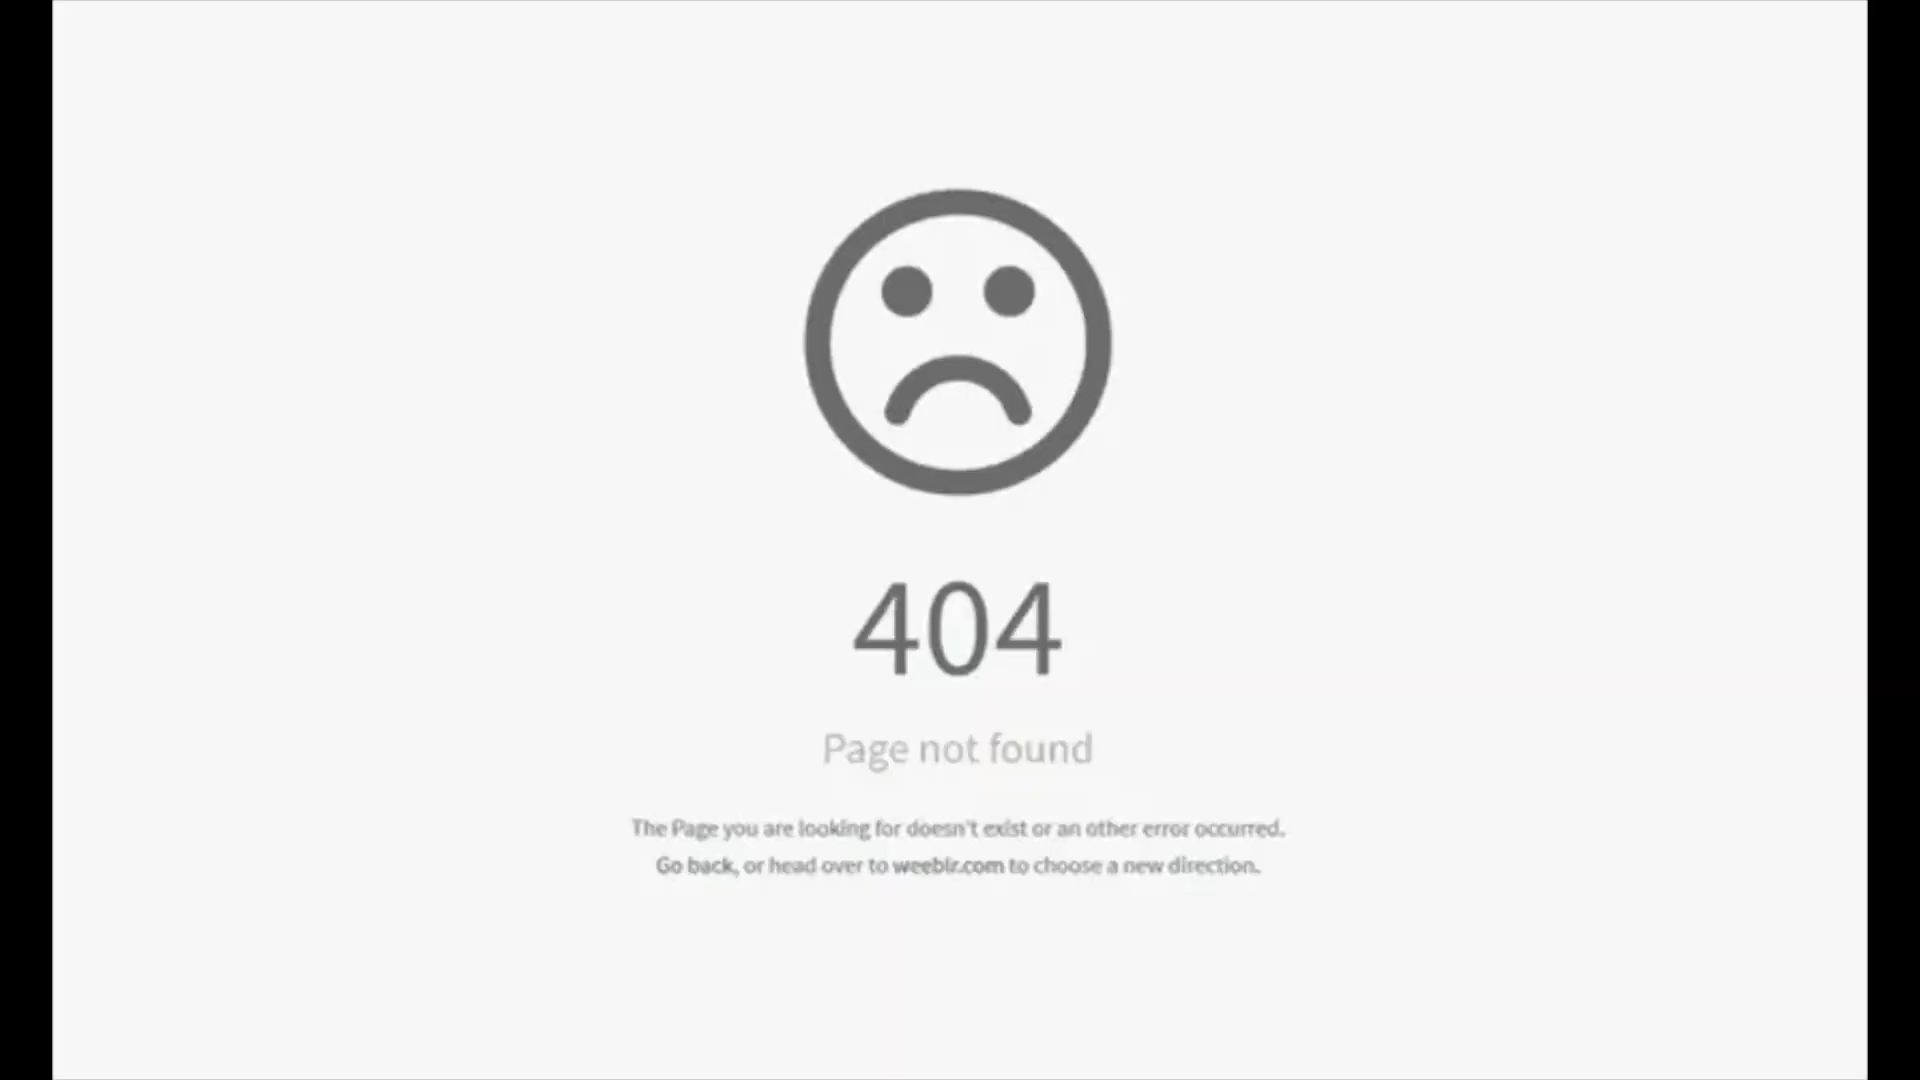 404
Page not found
The Page you are looking for doesn't exist or an other error occurred.
Go back, or head over to weeblr.com to choose a new direction.